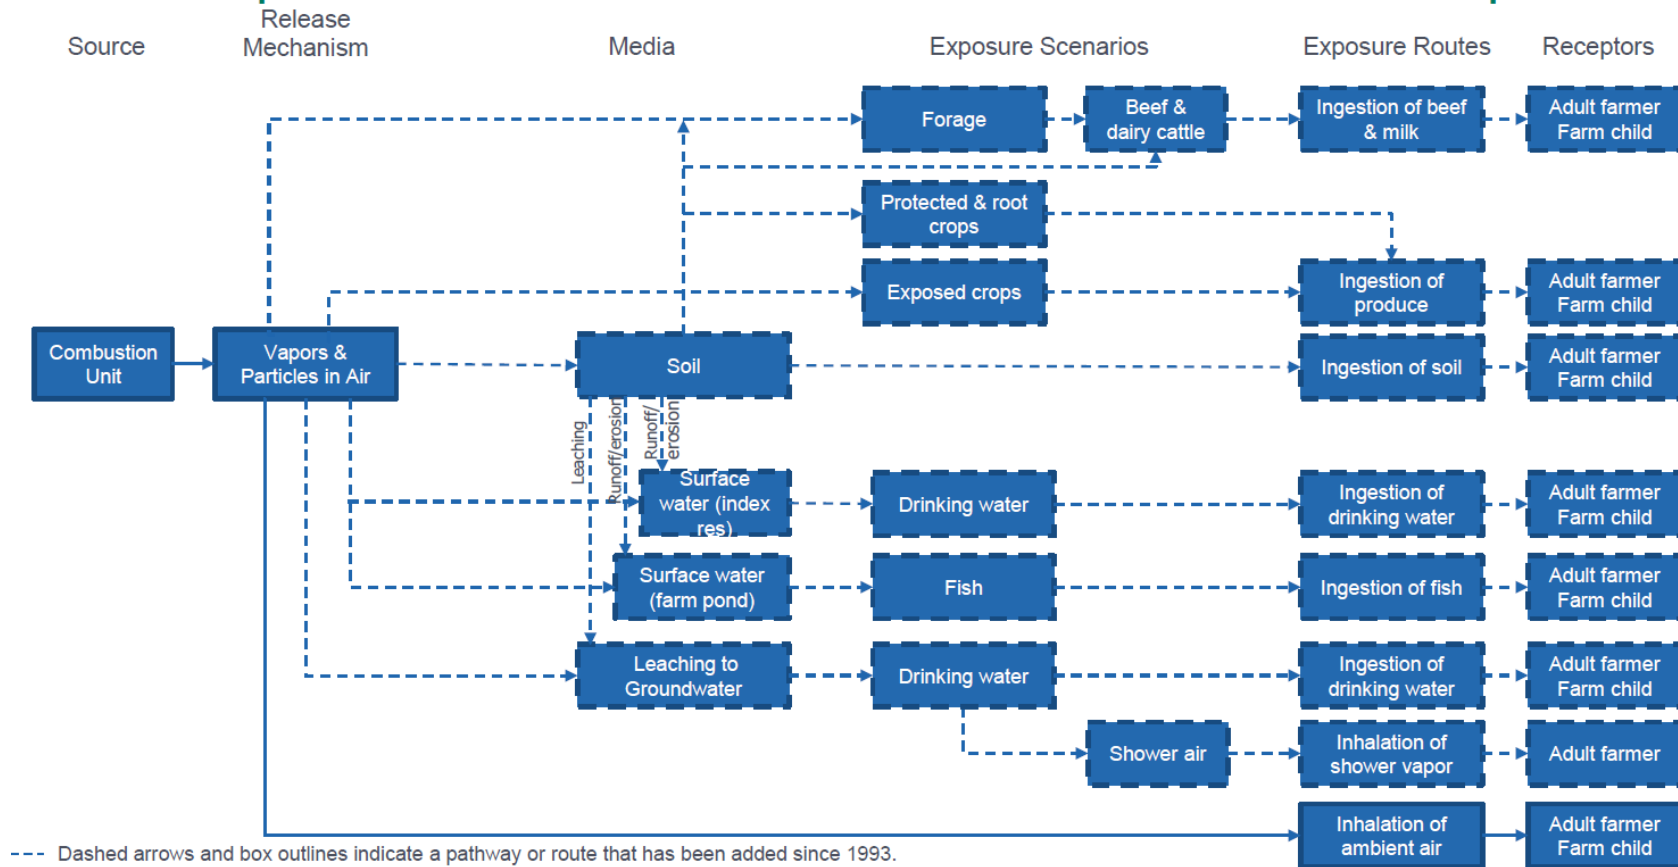 Source
Release
Mechanism
Media
Exposure Scenarios
Exposure Routes
Receptors
Forage
Beef &
dairy cattle
Ingestion of beef
& milk
Adult farmer
Farm child
Protected & root
crops
Exposed crops
Ingestion of
produce
Adult farmer
Farm child
Combustion
Unit
Vapors &
Particles in Air
Soil
Ingestion of soil
Adult farmer
Farm child
Leaching
Runoff/erosion
Runoff/
erosion
Surface
water (index
res)
Drinking water
Ingestion of
drinking water
Adult farmer
Farm child
Surface water
(farm pond)
Fish
Ingestion of fish
Adult farmer
Farm child
Leaching to
Groundwater
Drinking water
Ingestion of
drinking water
Adult farmer
Farm child
Shower air
Inhalation of
shower vapor
Adult farmer
Inhalation of
ambient air
Adult farmer
Farm child
Dashed arrows and box outlines indicate a pathway or route that has been added since 1993.